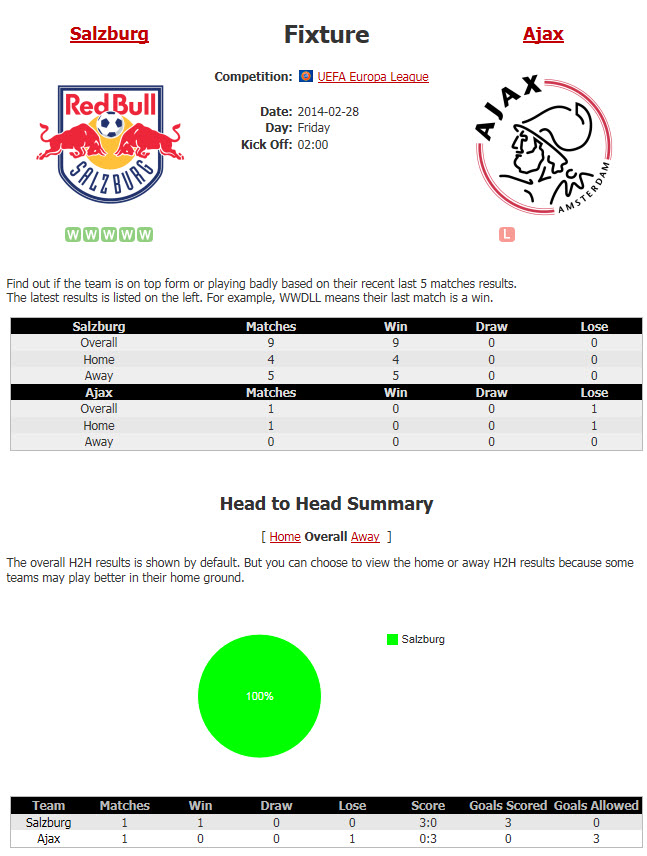 Salzburg
Fixture
Ajax
Competition: UEFA Europa League
Date: 2014-02-28
Day: Friday
Kick Off: 02:00
Red Bull
SALZBURG
AJAX
AMSTERDAM
W W W W W
L
Find out if the team is on top form or playing badly based on their recent last 5 matches results.
The latest results is listed on the left. For example, WWDLL means their last match is a win.
Salzburg Matches Win Draw Lose
Overall 9 9 0 0
Home 4 4 0 0
Away 5 5 0 0
Ajax Matches Win Draw Lose
Overall 1 0 0 1
Home 1 0 0 1
Away 0 0 0 0
Head to Head Summary
[ Home Overall Away ]
The overall H2H results is shown by default. But you can choose to view the home or away H2H results because some
teams may play better in their home ground.
Salzburg
100%
Team Matches Win Draw Lose Score Goals Scored Goals Allowed
Salzburg 1 1 0 0 3:0 3 0
Ajax 1 0 0 1 0:3 0 3